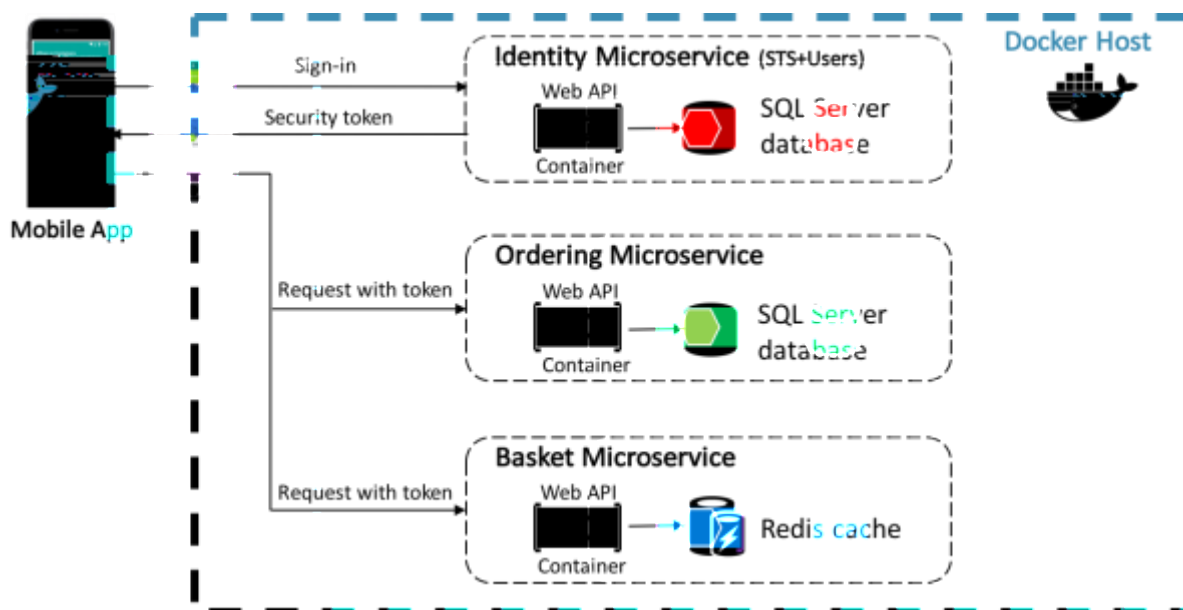 Docker Host
Identity Microservice (STS+Users)
Sign-in
Web API
SQL Server
database
Security token
Container
Mobile App
Ordering Microservice
Web API
Request with token
SQL Server
database
Container
Basket Microservice
Web API
Request with token
Redis cache
Container